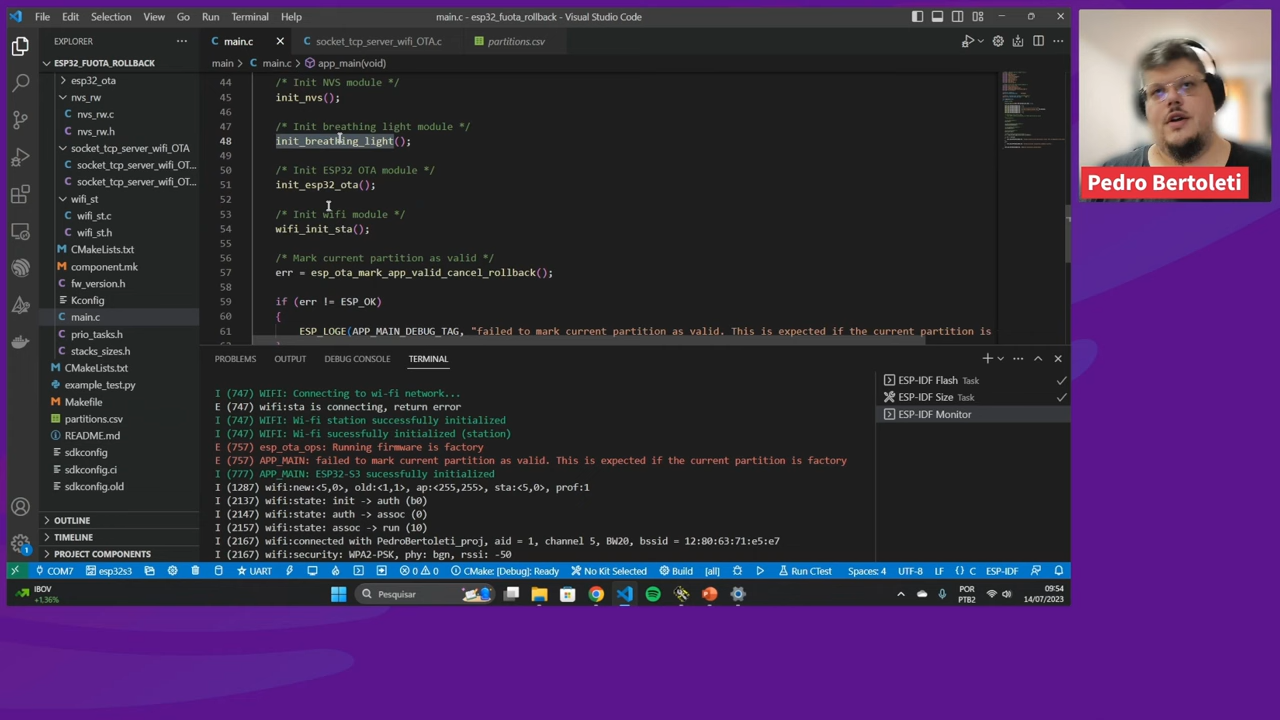 File Edit Selection View Go Run Terminal Help
main.c - esp32_fuota_rollback - Visual Studio Code
EXPLORER
main.c
socket_tcp_server_wifi_OTA.c
partitions.csv
ESP32_FUOTA_ROLLBACK
main > main.c > app_main(void)
esp32_ota
nvs_rw
nvs_rw.c
nvs_rw.h
socket_tcp_server_wifi_OTA
socket_tcp_server_wifi_OT...
socket_tcp_server_wifi_OT...
wifi_st
wifi_st.c
wifi_st.h
CMakeLists.txt
component.mk
fw_version.h
Kconfig
main.c
prio_tasks.h
stacks_sizes.h
CMakeLists.txt
example_test.py
Makefile
partitions.csv
README.md
sdkconfig
sdkconfig.ci
sdkconfig.old
OUTLINE
TIMELINE
PROJECT COMPONENTS
44 /* Init NVS module */
45 init_nvs();
46
47 /* Init breathing light module */
48 init_breathing_light();
49
50 /* Init ESP32 OTA module */
51 init_esp32_ota();
52
53 /* Init wifi module */
54 wifi_init_sta();
55
56 /* Mark current partition as valid */
57 err = esp_ota_mark_app_valid_cancel_rollback();
58
59 if (err != ESP_OK)
60 {
61 ESP_LOGE(APP_MAIN_DEBUG_TAG, "failed to mark current partition as valid. This is expected if the current partition is
PROBLEMS OUTPUT DEBUG CONSOLE TERMINAL
I (747) WIFI: Connecting to wi-fi network...
E (747) wifi:sta is connecting, return error
I (747) WIFI: Wi-fi station successfully initialized
I (747) WIFI: Wi-fi sucessfully initialized (station)
E (757) esp_ota_ops: Running firmware is factory
E (757) APP_MAIN: failed to mark current partition as valid. This is expected if the current partition is factory
I (777) APP_MAIN: ESP32-S3 sucessfully initialized
I (1287) wifi:new:<5,0>, old:<1,1>, ap:<255,255>, sta:<5,0>, prof:1
I (2137) wifi:state: init -> auth (b0)
I (2147) wifi:state: auth -> assoc (0)
I (2157) wifi:state: assoc -> run (10)
I (2167) wifi:connected with PedroBertoleti_proj, aid = 1, channel 5, BW20, bssid = 12:80:63:71:e5:e7
I (2167) wifi:security: WPA2-PSK, phy: bgn, rssi: -50
ESP-IDF Flash Task
ESP-IDF Size Task
ESP-IDF Monitor
COM7 esp32s3 UART 0 0 CMake: [Debug]: Ready No Kit Selected Build [all] Run CTest Spaces: 4 UTF-8 LF {} C ESP-IDF
1
IBOV
+1,36%
Pesquisar
POR
PTB2
09:54
14/07/2023
Pedro Bertoleti